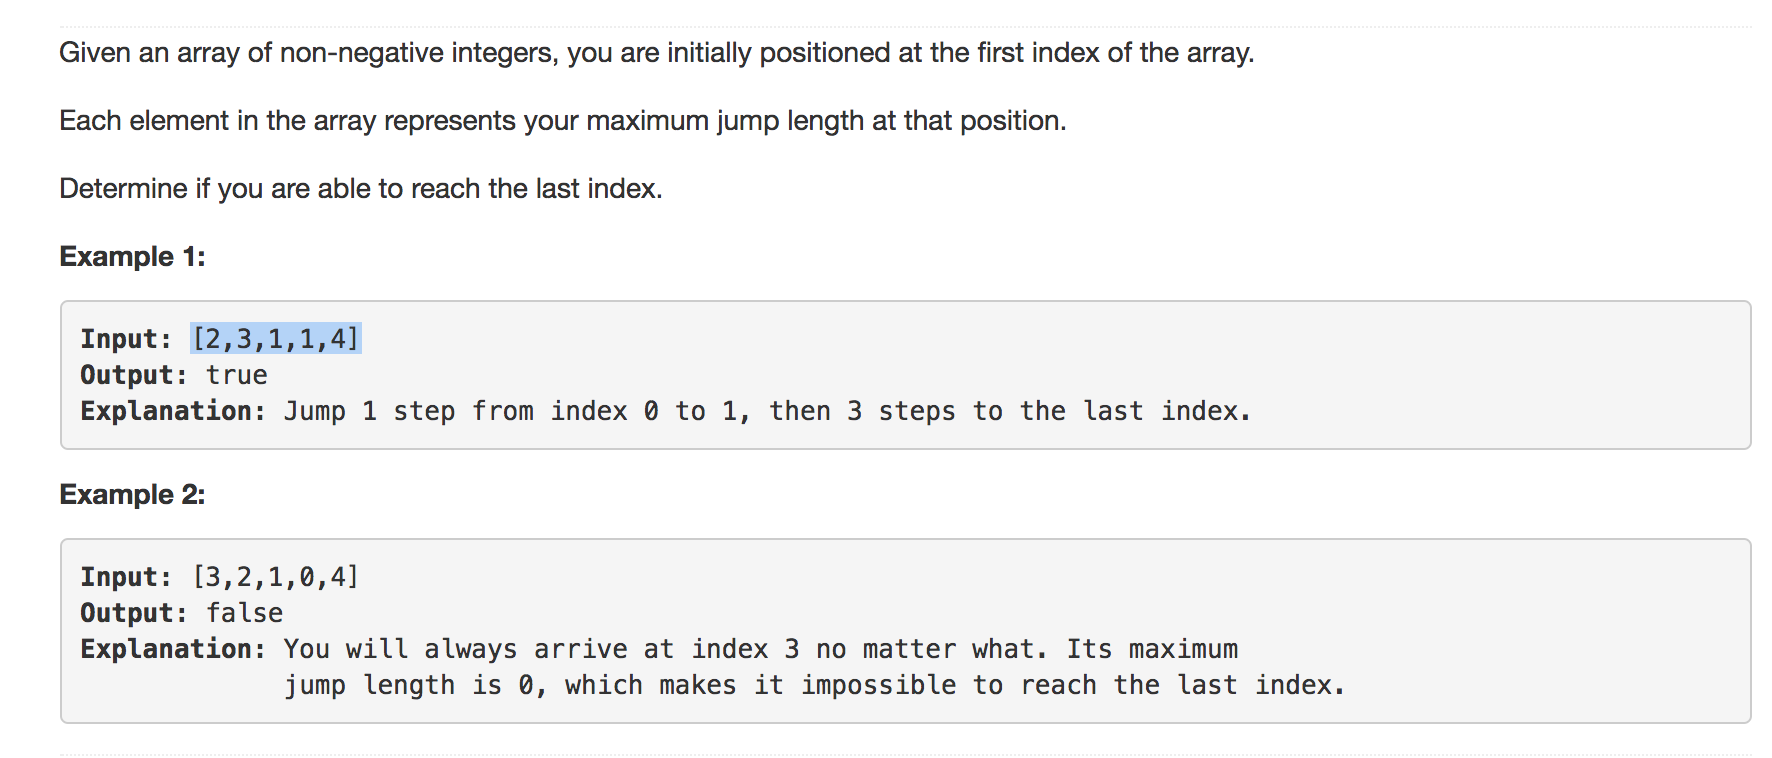 Given an array of non-negative integers, you are initially positioned at the first index of the array.
Each element in the array represents your maximum jump length at that position.
Determine if you are able to reach the last index.
Example 1:
Input: [2,3,1,1,4]
Output: true
Explanation: Jump 1 step from index 0 to 1, then 3 steps to the last index.
Example 2:
Input: [3,2,1,0,4]
Output: false
Explanation: You will always arrive at index 3 no matter what. Its maximum
jump length is 0, which makes it impossible to reach the last index.